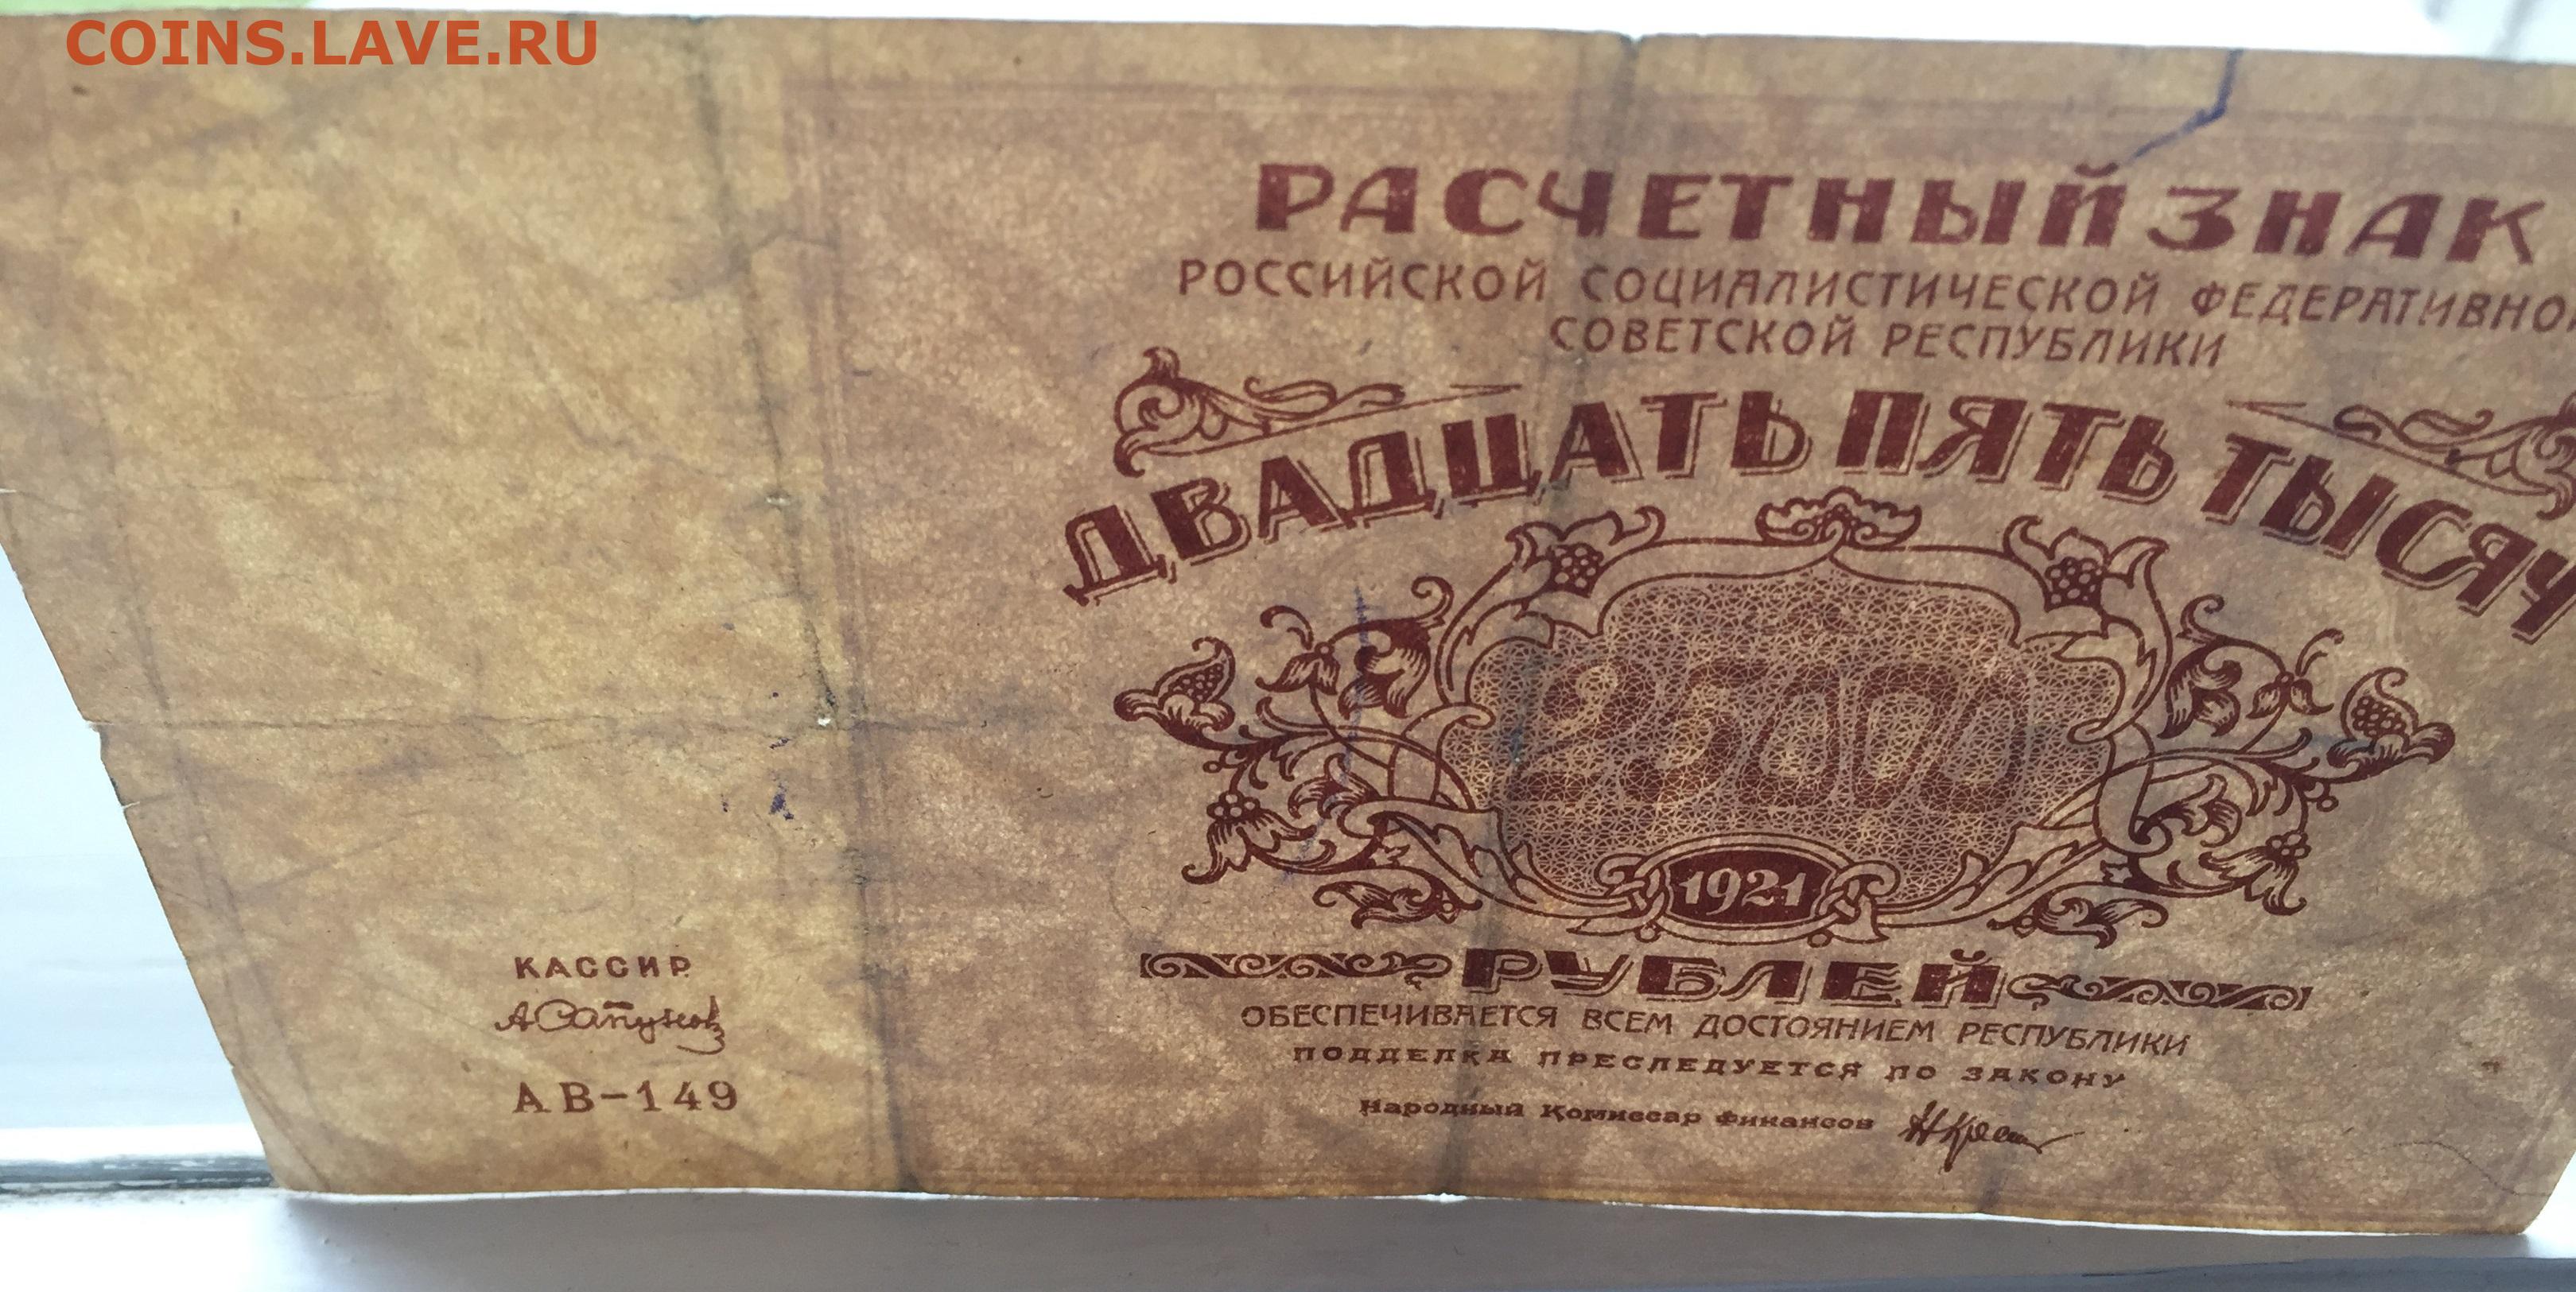 COINS.LAVE.RU
РАСЧЕТНЫЙ ЗНАК
РОССИЙСКОЙ СОЦИАЛИСТИЧЕСКОЙ ФЕДЕРАТИВНО
СОВЕТСКОЙ РЕСПУБЛИКИ
ДВАДЦАТЬ ПЯТЬ ТЫСЯЧ
25000
1921
РУБЛЕЙ
ОБЕСПЕЧИВАЕТСЯ ВСЕМ ДОСТОЯНИЕМ РЕСПУБЛИКИ
ПОДДЕЛКА ПРЕСЛЕДУЕТСЯ ПО ЗАКОНУ
Народный Комиссар Финансов
КАССИР
АВ-149